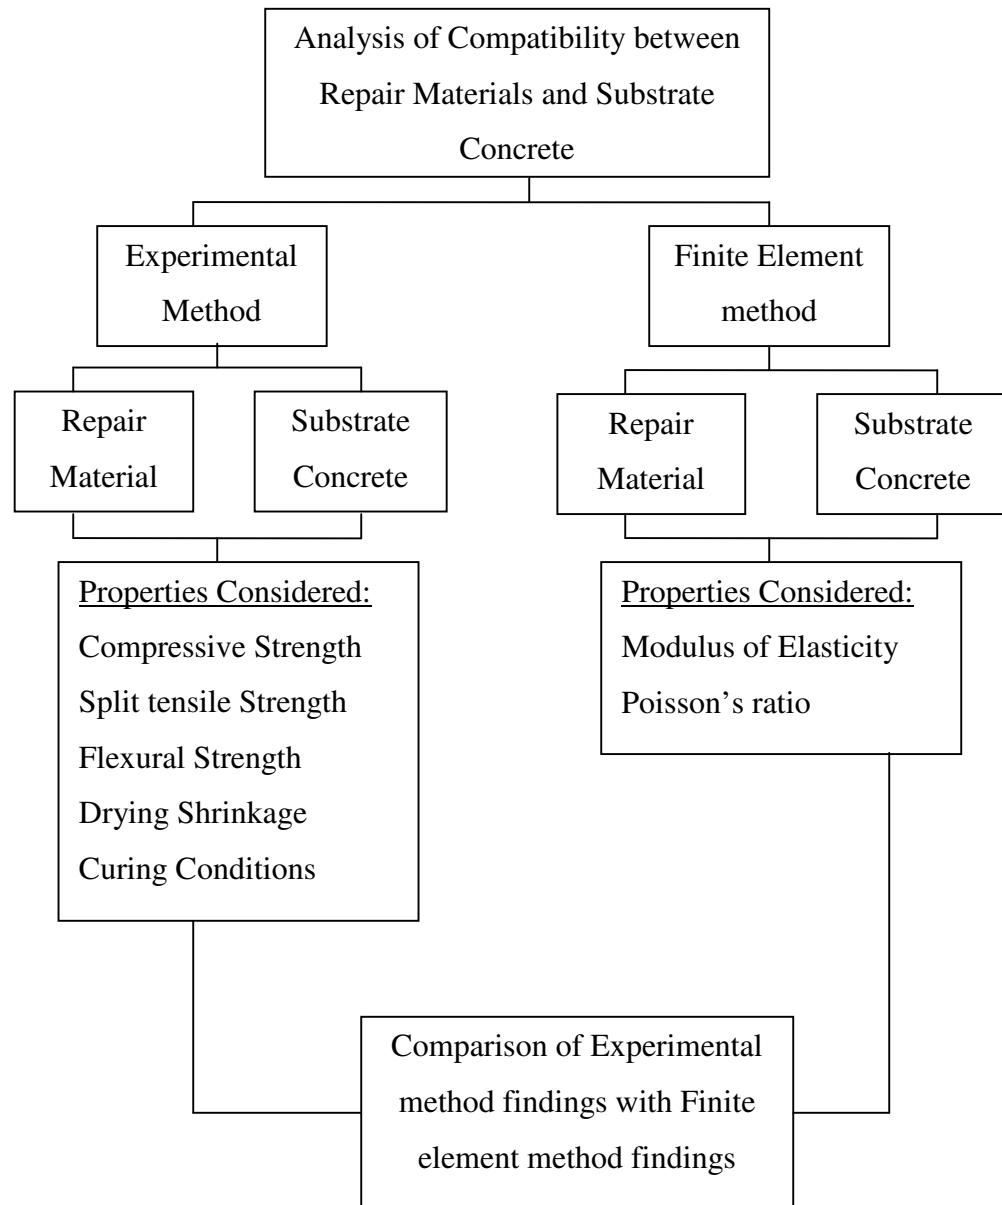 Analysis of Compatibility between
Repair Materials and Substrate
Concrete
Experimental
Method
Finite Element
method
Repair
Material
Substrate
Concrete
Repair
Material
Substrate
Concrete
Properties Considered:
Compressive Strength
Split tensile Strength
Flexural Strength
Drying Shrinkage
Curing Conditions
Properties Considered:
Modulus of Elasticity
Poisson’s ratio
Comparison of Experimental
method findings with Finite
element method findings